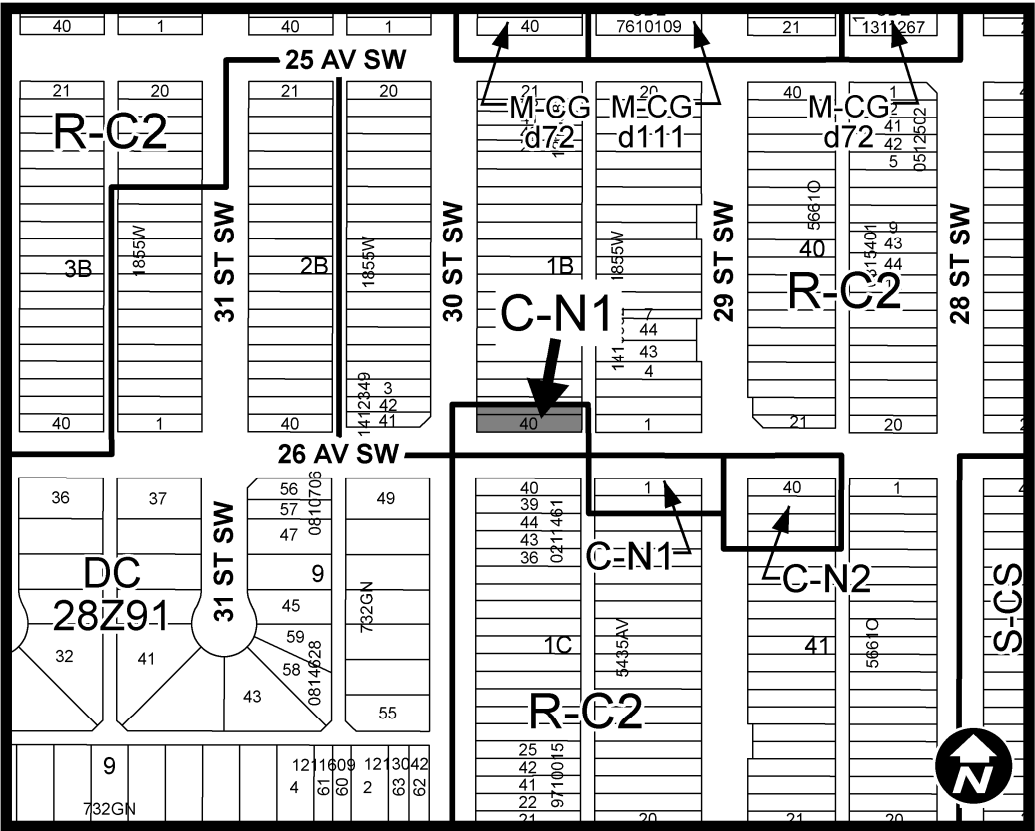 40
1
40
1
40
7610109
21
1311267
25 AV SW
21
20
21
20
21
20
40
1
R-C2
M-CG
d72
M-CG
d111
M-CG
d72
41
42
5
0512502
31 ST SW
30 ST SW
29 ST SW
28 ST SW
5661O
9
43
44
1
3B
1855W
2B
1855W
1B
1855W
40
R-C2
C-N1
7
44
43
4
3
42
41
1412349
40
1
40
40
1
21
20
26 AV SW
36
37
56
57
47
0810706
49
40
39
44
43
36
0211461
1
40
1
C-N1
C-N2
31 ST SW
DC
28Z91
9
45
59
58
0814628
43
732GN
55
32
41
1C
5435AV
41
5661O
S-CS
R-C2
25
42
41
22
21
9710015
20
40
20
9
732GN
1211609
4
61
60
2
1213042
63
62
N